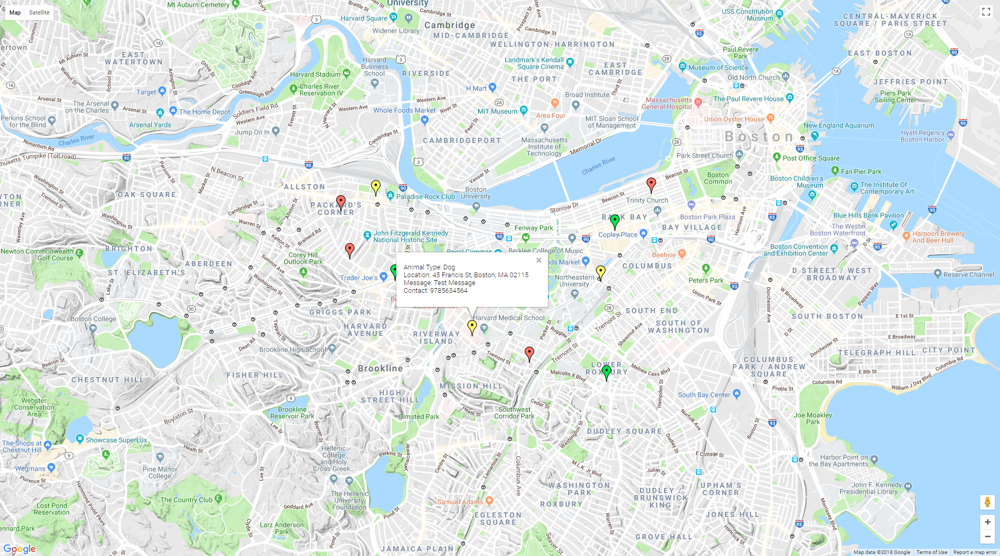 Map
Satellite
Mt Auburn Cemetery
University
Cambridge St
Brattle St
Harvard Square
Widener Library
Cambridge
MID-CAMBRIDGE
Prospect St
Cambridge St
WELLINGTON-HARRINGTON
USS Constitution
Museum
CENTRAL-MAVERICK
SQUARE / PARIS STREET
Common St
ertown
Mt Auburn St
EAST
WATERTOWN
Grove St
Coolidge Ave
Greenough Blvd
Walnut St
School St
Arlington St
Harvard
Business
School
RIVERSIDE
Landmark's Kendall
Square Cinema
THE PORT
EAST
CAMBRIDGE
Third St
Paul Revere
Park
Museum of Science
Old North Church
EAST BOSTON
JEFFRIES POINT
Harvard Stadium
Charles River
Reservation IV
H Mart
Broad Institute
Massachusetts
General Hospital
The Paul Revere House
Piers Park
Sailing Center
Target
Arsenal St
The Arsenal
on the Charles
Arsenal St
The Home Depot
Arsenal Yards
Soldiers Field Rd
Western Ave
Everett St
N Harvard St
Western Ave
Western Ave
Whole Foods Market
River St
MIT Museum
Area Four
MIT Sloan School
of Management
Union Oyster House
New England Aquarium
Perkins School
for the Blind
Charles River
Nonantum Rd
Jump On In
Pearl St
Cambridge St
CAMBRIDGEPORT
Massachusetts
Institute of
Technology
Memorial Dr
Boston
Hyatt Regency
Boston Harbor
chusetts Turnpike (Toll road)
Parsons St
Market St
N Beacon St
Vassar St
Charles River
Park Street Church
Post Office Square
Beacon St
Boston
Common
Fan Pier Park
Washington St
Tremont St
OAK SQUARE
ALLSTON
PACKARD'S
CORNER
Paradise Rock Club
Boston
University
Trinity Church
Boston Children's
Museum
The Institute Of
Contemporary Art
Cambridge St
Allston St
Storrow Dr
Beacon St
BACK BAY
Boston Park Plaza
Harrison Ave
Blue Hills Bank Pavilion
Waverley Ave
Washington St
Warren St
Kelton St
Brainerd Rd
John Fitzgerald Kennedy
National Historic Site
Fenway Park
Copley Place
BAY VILLAGE
The Westin
Boston Waterfront
D St
Harpoon Brewery
And Beer Hall
Newton Commonwealth
Golf Course
BRIGHTON
Summit Ave
Corey Hill
Outlook Park
Regal Cinemas
Berklee College of Music
Beehive
Boston Convention
and Exhibition Center
ABERDEEN
ST. ELIZABETH'S
Trader Joe's
COLUMBUS
Peters Park
D STREET / WEST
BROADWAY
Reserve Channel
Animal Type: Dog
Location: 45 Francis St, Boston, MA 02115
Message: Test Message
Contact: 9785634564
Northeastern
University
Union Park St
Lake St
W Broadway
Pappas Way
Dorchester Ave
Boston College
GRIGGS PARK
Harvard Medical School
SOUTH END
SOUTH BOSTON
E 1st St
Tappan St
HARVARD
AVENUE
RIVERWAY
ISLAND
Parker St
Ruggles St
Tremont St
Shawmut Ave
SOUTH OF
WASHINGTON
D St
E Broadway
Dean Rd
Brookline High School
Tremont St
Tremont St
Dorchester St
TELEGRAPH HILL
CITY POINT
Beacon St
Brookline
LOWER
ROXBURY
Melnea Cass Blvd
COLUMBUS
PARK / ANDREW
SQUARE
Columbia Rd
CHESTNUT HILL
FISHER HILL
Malcolm X Blvd
E 8th St
Columbia Rd
William J Day Blvd
Preble St
MISSION HILL
HIGH
STREET HILL
Hampden St
South Bay Center
Webster
Conservation
Area
Boylston St
Brookline
Reservoir Park
Olmsted Park
Heath St
Cedar St
Southwest
Corridor Park
Norfolk Ave
Joe Moakley
Park
Boston St
Lee St
Warren St
Washington St
DUDLEY SQUARE
Dudley St
The Shops at
Chestnut Hill
Showcase SuperLux
Heath St
Hellenic
College
and Holy
Cross Greek...
Perkins St
Jamaicaway
Centre St
Lamartine St
Columbus Ave
E Cottage St
Harbor Point on
the Bay Apartments
Wegmans
Florence St
Pine Manor
College
Lee St
M.L.K. Jr Blvd
Julian St
Hammond Pond Pkwy
The Hellenic
University
Foundation
WASHINGTON
PARK
DUDLEY /
BRUNSWICK
KING
UPHAM'S
CORNER
John F. Kennedy
Presidential Library...
Lost Pond
Reservation
The Country Club
Goddard Ave
Samuel Adams
ROXBURY
Pond St
EGLESTON
SQUARE
Warren St
JONES HILL
Morrissey Blvd
Clyde St
Larz Anderson
Park
Pond St
ennard Park
Seaver St
GROVE HALL
Hancock St
JAMAICA PLAIN
Google
Map data ©2018 Google
Terms of Use
Report a map error